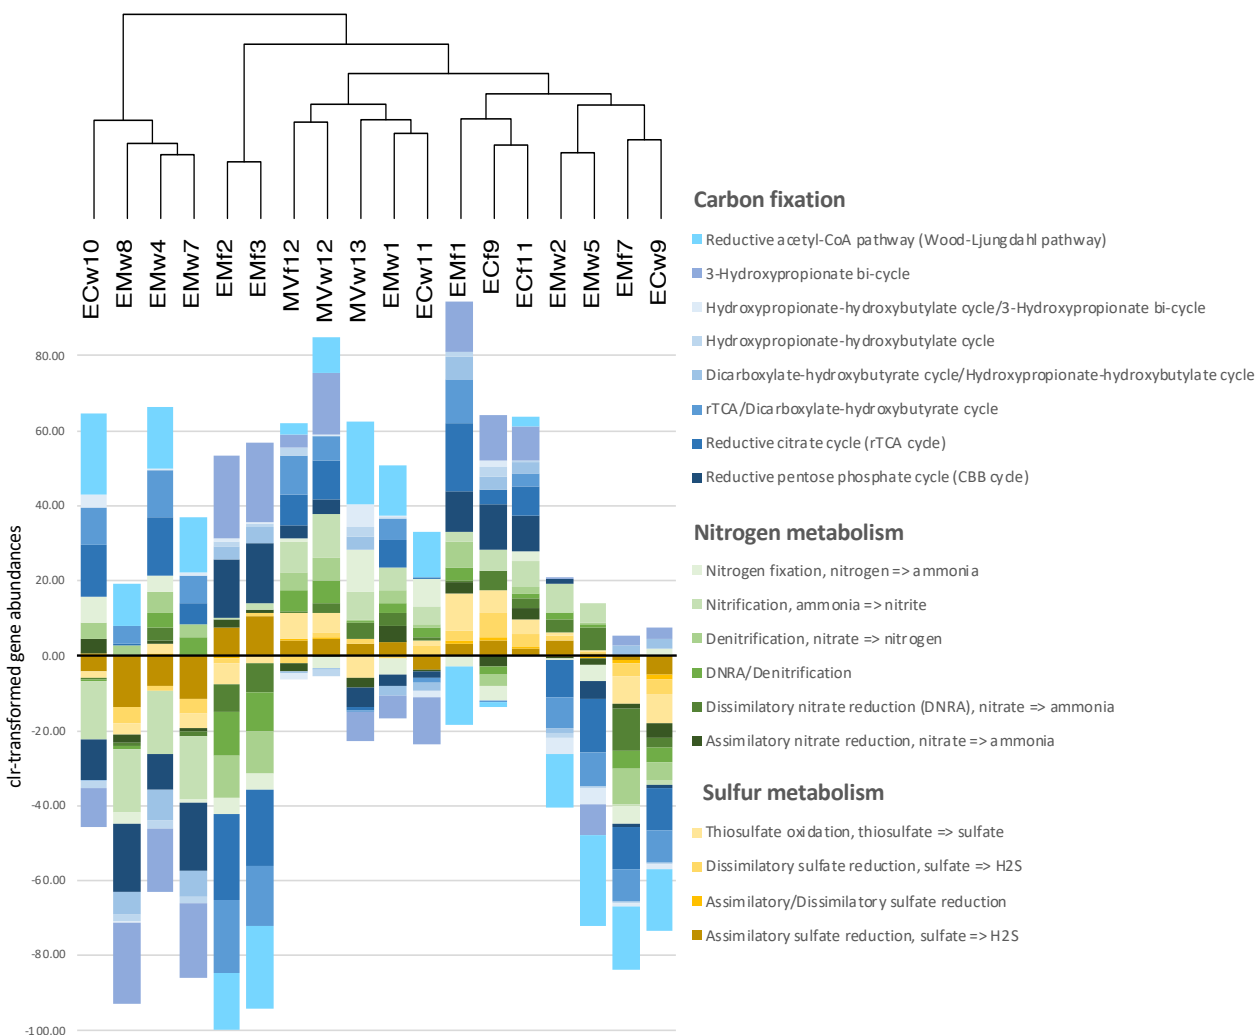 ECw10
EMw8
EMw4
EMw7
EMf2
EMf3
MVf12
MVw12
MVw13
EMw1
ECw11
EMf1
ECf9
ECf11
EMw2
EMw5
EMf7
ECw9
clr-transformed gene abundances
80.00
60.00
40.00
20.00
0.00
-20.00
-40.00
-60.00
-80.00
-100.00
Carbon fixation
Reductive acetyl-CoA pathway (Wood-Ljungdahl pathway)
3-Hydroxypropionate bi-cycle
Hydroxypropionate-hydroxybutylate cycle/3-Hydroxypropionate bi-cycle
Hydroxypropionate-hydroxybutylate cycle
Dicarboxylate-hydroxybutyrate cycle/Hydroxypropionate-hydroxybutylate cycle
rTCA/Dicarboxylate-hydroxybutyrate cycle
Reductive citrate cycle (rTCA cycle)
Reductive pentose phosphate cycle (CBB cycle)
Nitrogen metabolism
Nitrogen fixation, nitrogen => ammonia
Nitrification, ammonia => nitrite
Denitrification, nitrate => nitrogen
DNRA/Denitrification
Dissimilatory nitrate reduction (DNRA), nitrate => ammonia
Assimilatory nitrate reduction, nitrate => ammonia
Sulfur metabolism
Thiosulfate oxidation, thiosulfate => sulfate
Dissimilatory sulfate reduction, sulfate => H2S
Assimilatory/Dissimilatory sulfate reduction
Assimilatory sulfate reduction, sulfate => H2S